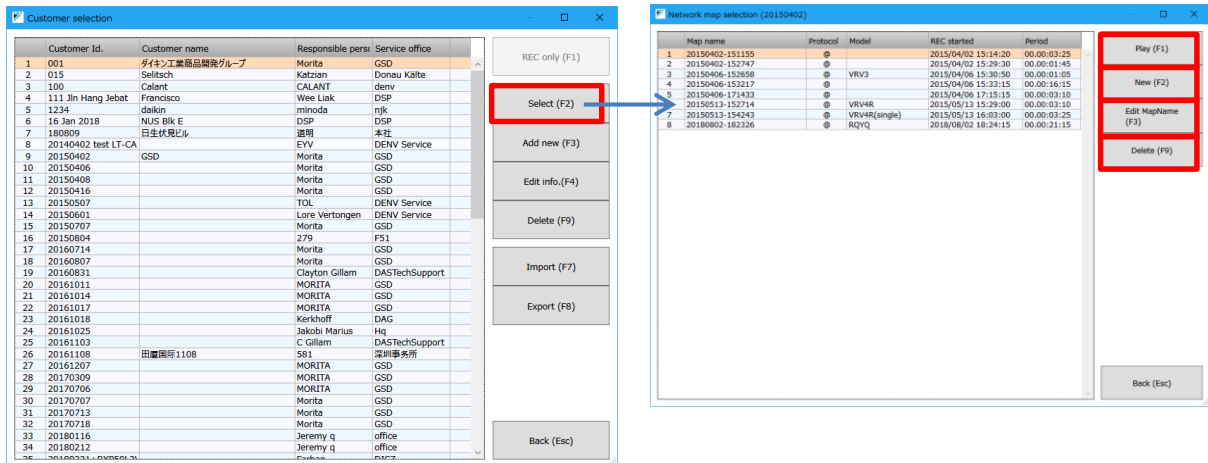 Customer selection
Customer Id. Customer name Responsible perso Service office
1 001 ダイキン工業商品開発グループ Morita GSD
2 015 Selitsch Katzian Donau Kälte
3 100 Calant CALANT denv
4 111 Jln Hang Jebat Francisco Wee Liak DSP
5 1234 daikin minoda njk
6 16 Jan 2018 NUS Blk E DSP DSP
7 180809 日生伏見ビル 道明 本社
8 20140402 test LT-CA EYV DENV Service
9 20150402 GSD Morita GSD
10 20150406 Morita GSD
11 20150408 Morita GSD
12 20150416 Morita GSD
13 20150507 TOL DENV Service
14 20150601 Lore Vertongen DENV Service
15 20150707 Morita GSD
16 20150804 279 F51
17 20160714 Morita GSD
18 20160807 Morita GSD
19 20160831 Clayton Gillam DASTechSupport
20 20161011 MORITA GSD
21 20161014 MORITA GSD
22 20161017 MORITA GSD
23 20161018 Kerkhoff DAG
24 20161025 Jakobi Marius Hq
25 20161103 C Gillam DASTechSupport
26 20161108 田厦国际1108 581 深圳事务所
27 20161207 MORITA GSD
28 20170309 MORITA GSD
29 20170706 MORITA GSD
30 20170707 Morita GSD
31 20170713 Morita GSD
32 20170718 Morita GSD
33 20180116 Jeremy q office
34 20180212 Jeremy q office
REC only (F1)
Select (F2)
Add new (F3)
Edit info.(F4)
Delete (F9)
Import (F7)
Export (F8)
Back (Esc)
Network map selection (20150402)
Map name Protocol Model REC started Period
1 20150402-151155 @ 2015/04/02 15:14:20 00.00:03:25
2 20150402-152747 @ 2015/04/02 15:29:30 00.00:01:45
3 20150406-152658 @ VRV3 2015/04/06 15:30:50 00.00:01:05
4 20150406-153217 @ 2015/04/06 15:33:15 00.00:16:15
5 20150406-171433 @ 2015/04/06 17:15:15 00.00:03:10
20150513-152714 @ VRV4R 2015/05/13 15:29:00 00.00:03:10
7 20150513-154243 @ VRV4R(single) 2015/05/13 16:03:00 00.00:03:25
8 20180802-182326 @ RQYQ 2018/08/02 18:24:15 00.00:21:15
Play (F1)
New (F2)
Edit MapName
(F3)
Delete (F9)
Back (Esc)